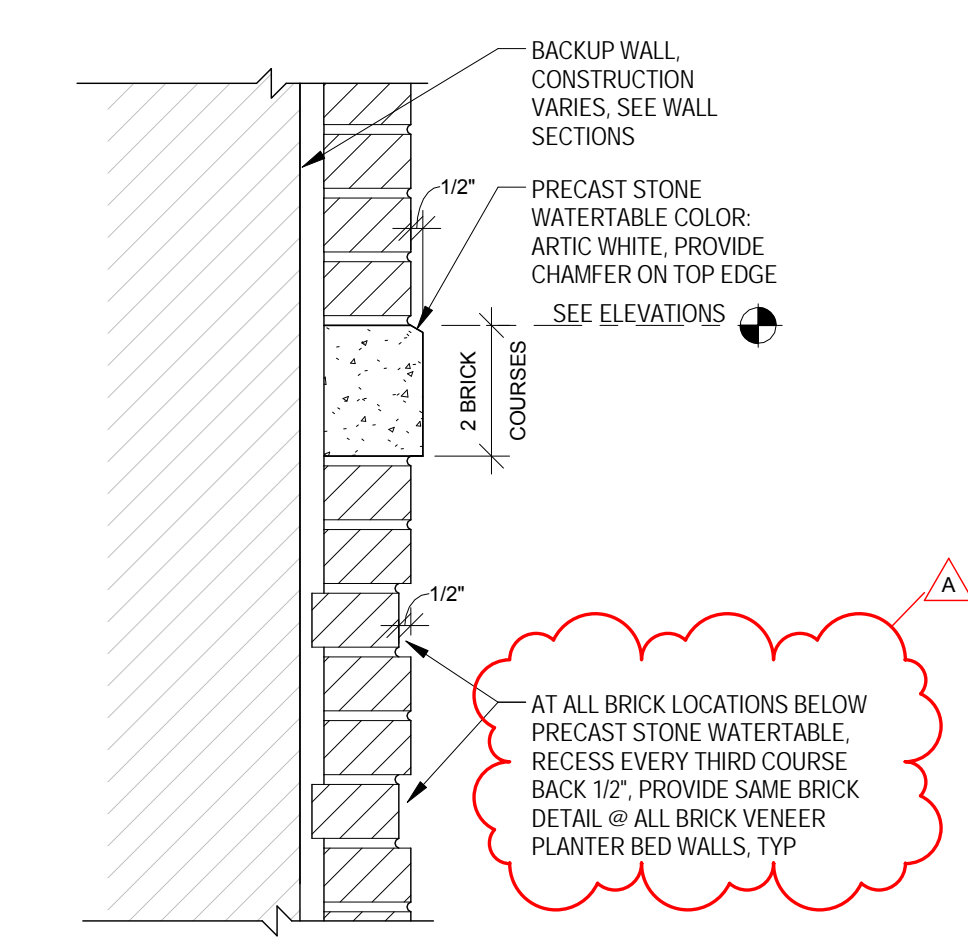 BACKUP WALL,
CONSTRUCTION
VARIES, SEE WALL
SECTIONS
1/2"
PRECAST STONE
WATERTABLE COLOR:
ARTIC WHITE, PROVIDE
CHAMFER ON TOP EDGE
SEE ELEVATIONS
2 BRICK
COURSES
1/2"
A
AT ALL BRICK LOCATIONS BELOW
PRECAST STONE WATERTABLE,
RECESS EVERY THIRD COURSE
BACK 1/2", PROVIDE SAME BRICK
DETAIL @ ALL BRICK VENEER
PLANTER BED WALLS, TYP